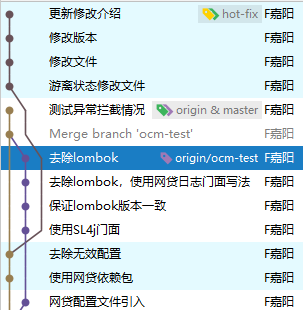 更新修改介绍 hot-fix F嘉阳
修改版本 F嘉阳
修改文件 F嘉阳
游离状态修改文件 F嘉阳
测试异常拦截情况 origin & master F嘉阳
Merge branch 'ocm-test' F嘉阳
去除lombok origin/ocm-test F嘉阳
去除lombok，使用网贷日志门面写法 F嘉阳
保证lombok版本一致 F嘉阳
使用SL4j门面 F嘉阳
去除无效配置 F嘉阳
使用网贷依赖包 F嘉阳
网贷配置文件引入 F嘉阳